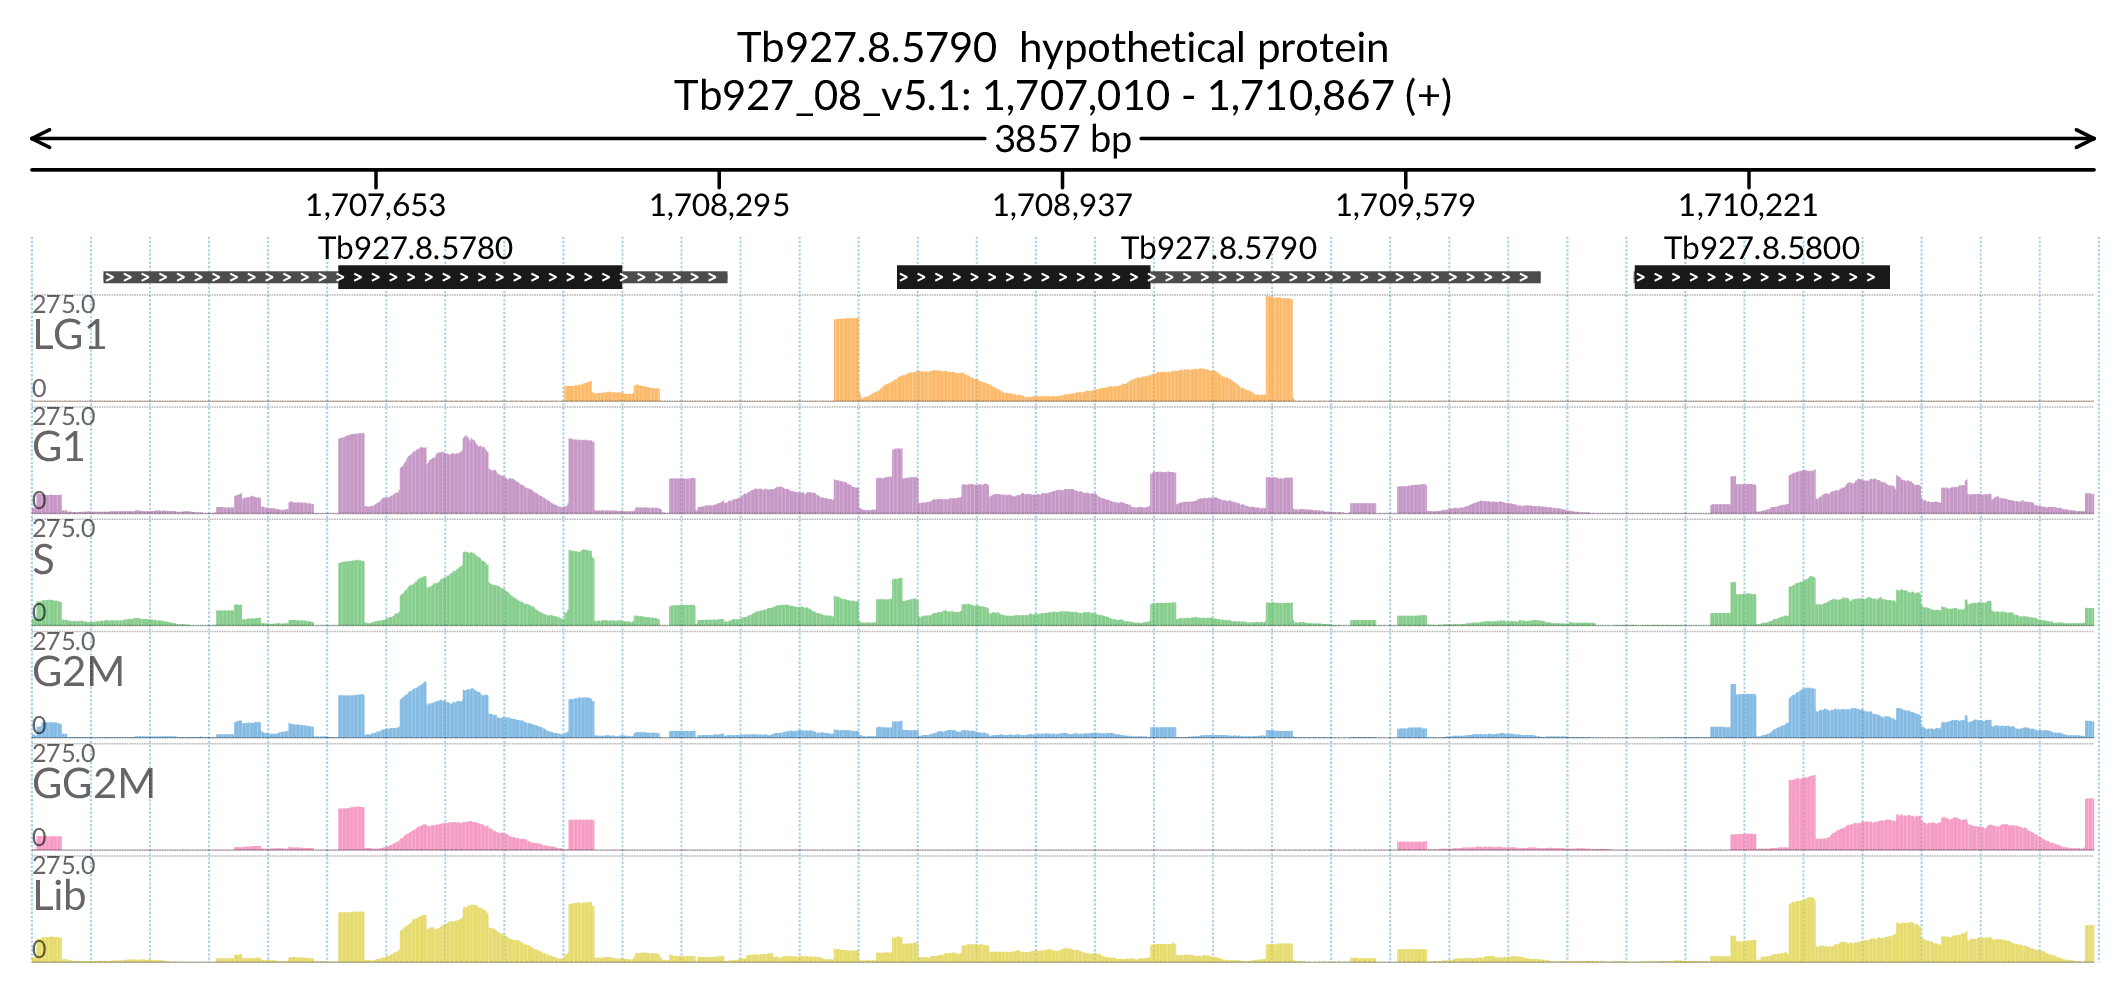 Tb927.8.5790  hypothetical protein
Tb927_08_v5.1: 1,707,010 - 1,710,867 (+)
3857 bp
1,707,653 1,708,295 1,708,937 1,709,579 1,710,221
Tb927.8.5780 Tb927.8.5790 Tb927.8.5800
275.0
LG1
0
275.0
G1
0
275.0
S
0
275.0
G2M
0
275.0
GG2M
0
275.0
Lib
0